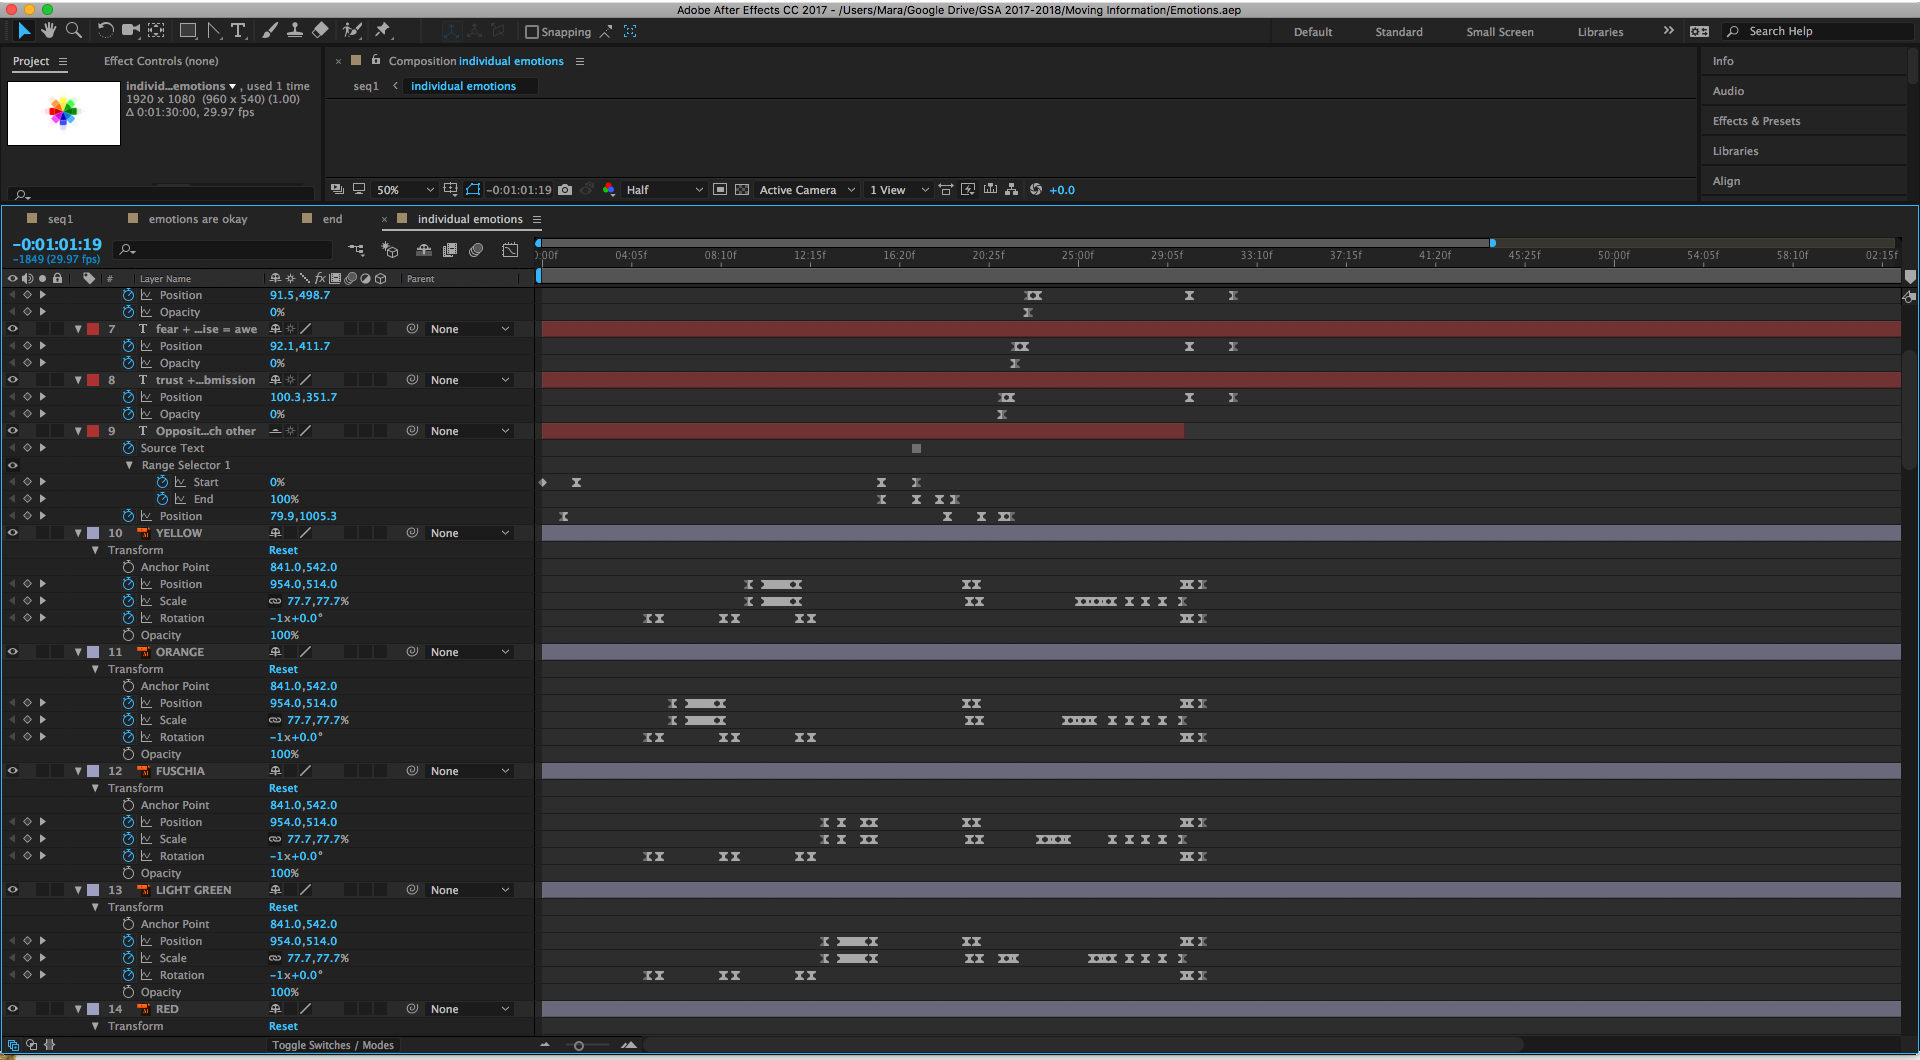 Adobe After Effects CC 2017 - /Users/Mara/Google Drive/GSA 2017-2018/Moving Information/Emotions.aep
Snapping
Default Standard Small Screen Libraries Search Help
Project Effect Controls (none)
Composition individual emotions
Info
individ...emotions , used 1 time
1920 x 1080 (960 x 540) (1.00)
Δ 0:01:30:00, 29.97 fps
seq1 individual emotions
Audio
Effects & Presets
Libraries
Align
50% -0:01:01:19 Half Active Camera 1 View +0.0
seq1 emotions are okay end individual emotions
-0:01:01:19
-1849 (29.97 fps)
):00f 04:05f 08:10f 12:15f 16:20f 20:25f 25:00f 29:05f 33:10f 37:15f 41:20f 45:25f 50:00f 54:05f 58:10f 02:15f
# Layer Name fx Parent
Position 91.5,498.7
Opacity 0%
7 T fear + ...ise = awe None
Position 92.1,411.7
Opacity 0%
8 T trust +...bmission None
Position 100.3,351.7
Opacity 0%
9 T Opposit...ch other None
Source Text
Range Selector 1
Start 0%
End 100%
Position 79.9,1005.3
10 YELLOW None
Transform Reset
Anchor Point 841.0,542.0
Position 954.0,514.0
Scale 77.7,77.7%
Rotation -1x+0.0°
Opacity 100%
11 ORANGE None
Transform Reset
Anchor Point 841.0,542.0
Position 954.0,514.0
Scale 77.7,77.7%
Rotation -1x+0.0°
Opacity 100%
12 FUSCHIA None
Transform Reset
Anchor Point 841.0,542.0
Position 954.0,514.0
Scale 77.7,77.7%
Rotation -1x+0.0°
Opacity 100%
13 LIGHT GREEN None
Transform Reset
Anchor Point 841.0,542.0
Position 954.0,514.0
Scale 77.7,77.7%
Rotation -1x+0.0°
Opacity 100%
14 RED None
Transform Reset
Toggle Switches / Modes